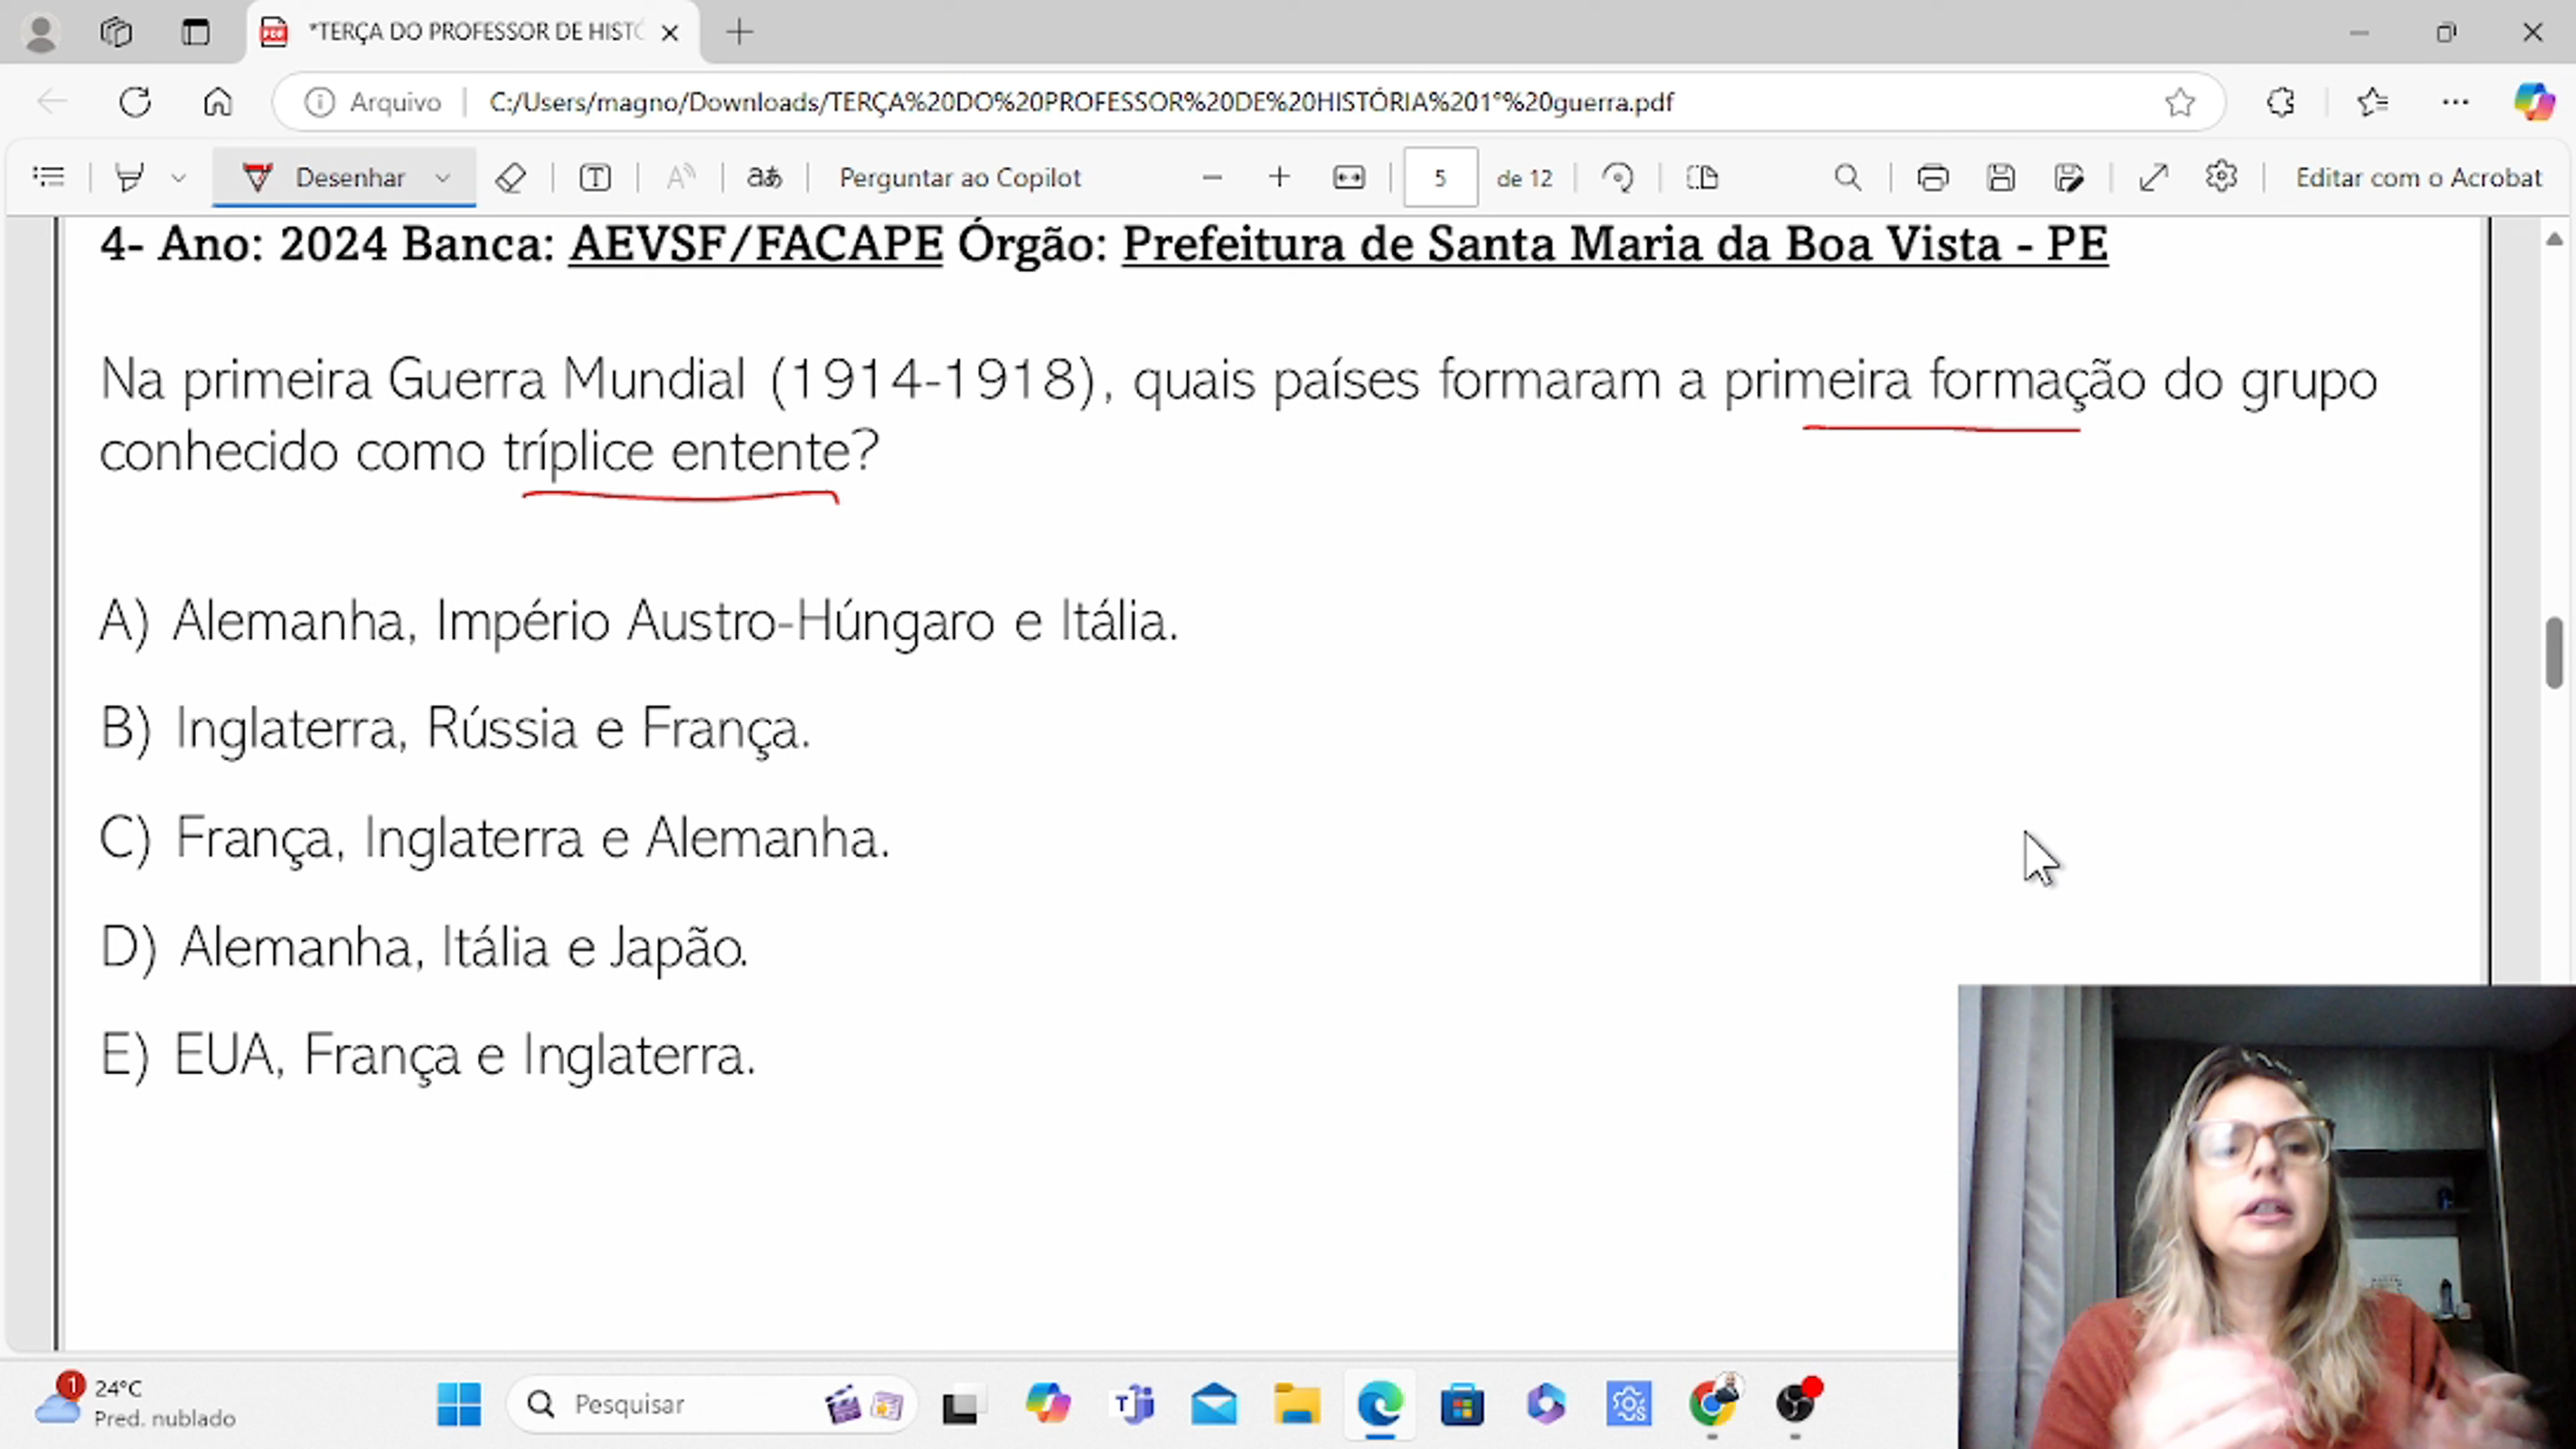 *TERÇA DO PROFESSOR DE HISTÓ
Arquivo
C:/Users/magno/Downloads/TERÇA%20DO%20PROFESSOR%20DE%20HISTÓRIA%201°%20guerra.pdf
Desenhar
Perguntar ao Copilot
5 de 12
Editar com o Acrobat
4- Ano: 2024 Banca: AEVSF/FACAPE Órgão: Prefeitura de Santa Maria da Boa Vista - PE
Na primeira Guerra Mundial (1914-1918), quais países formaram a primeira formação do grupo
conhecido como tríplice entente?
A) Alemanha, Império Austro-Húngaro e Itália.
B) Inglaterra, Rússia e França.
C) França, Inglaterra e Alemanha.
D) Alemanha, Itália e Japão.
E) EUA, França e Inglaterra.
1
24°C
Pred. nublado
Pesquisar